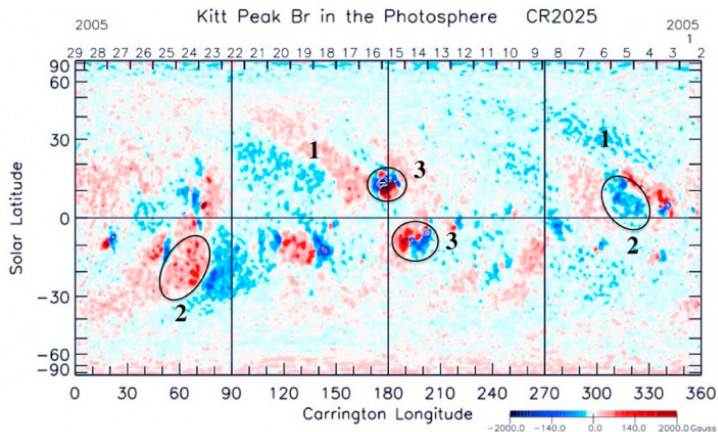 Kitt Peak Br in the Photosphere CR2025
2005 2005
1
29 28 27 26 25 24 23 22 21 20 19 18 17 16 15 14 13 12 11 10 9 8 7 6 5 4 3 2
90
60
30
0
−30
−60
−90
Solar Latitude
1
1
3
3
2
2
0 30 60 90 120 150 180 210 240 270 300 330 360
Carrington Longitude
−2000.0 −140.0 0.0 140.0 2000.0 Gauss